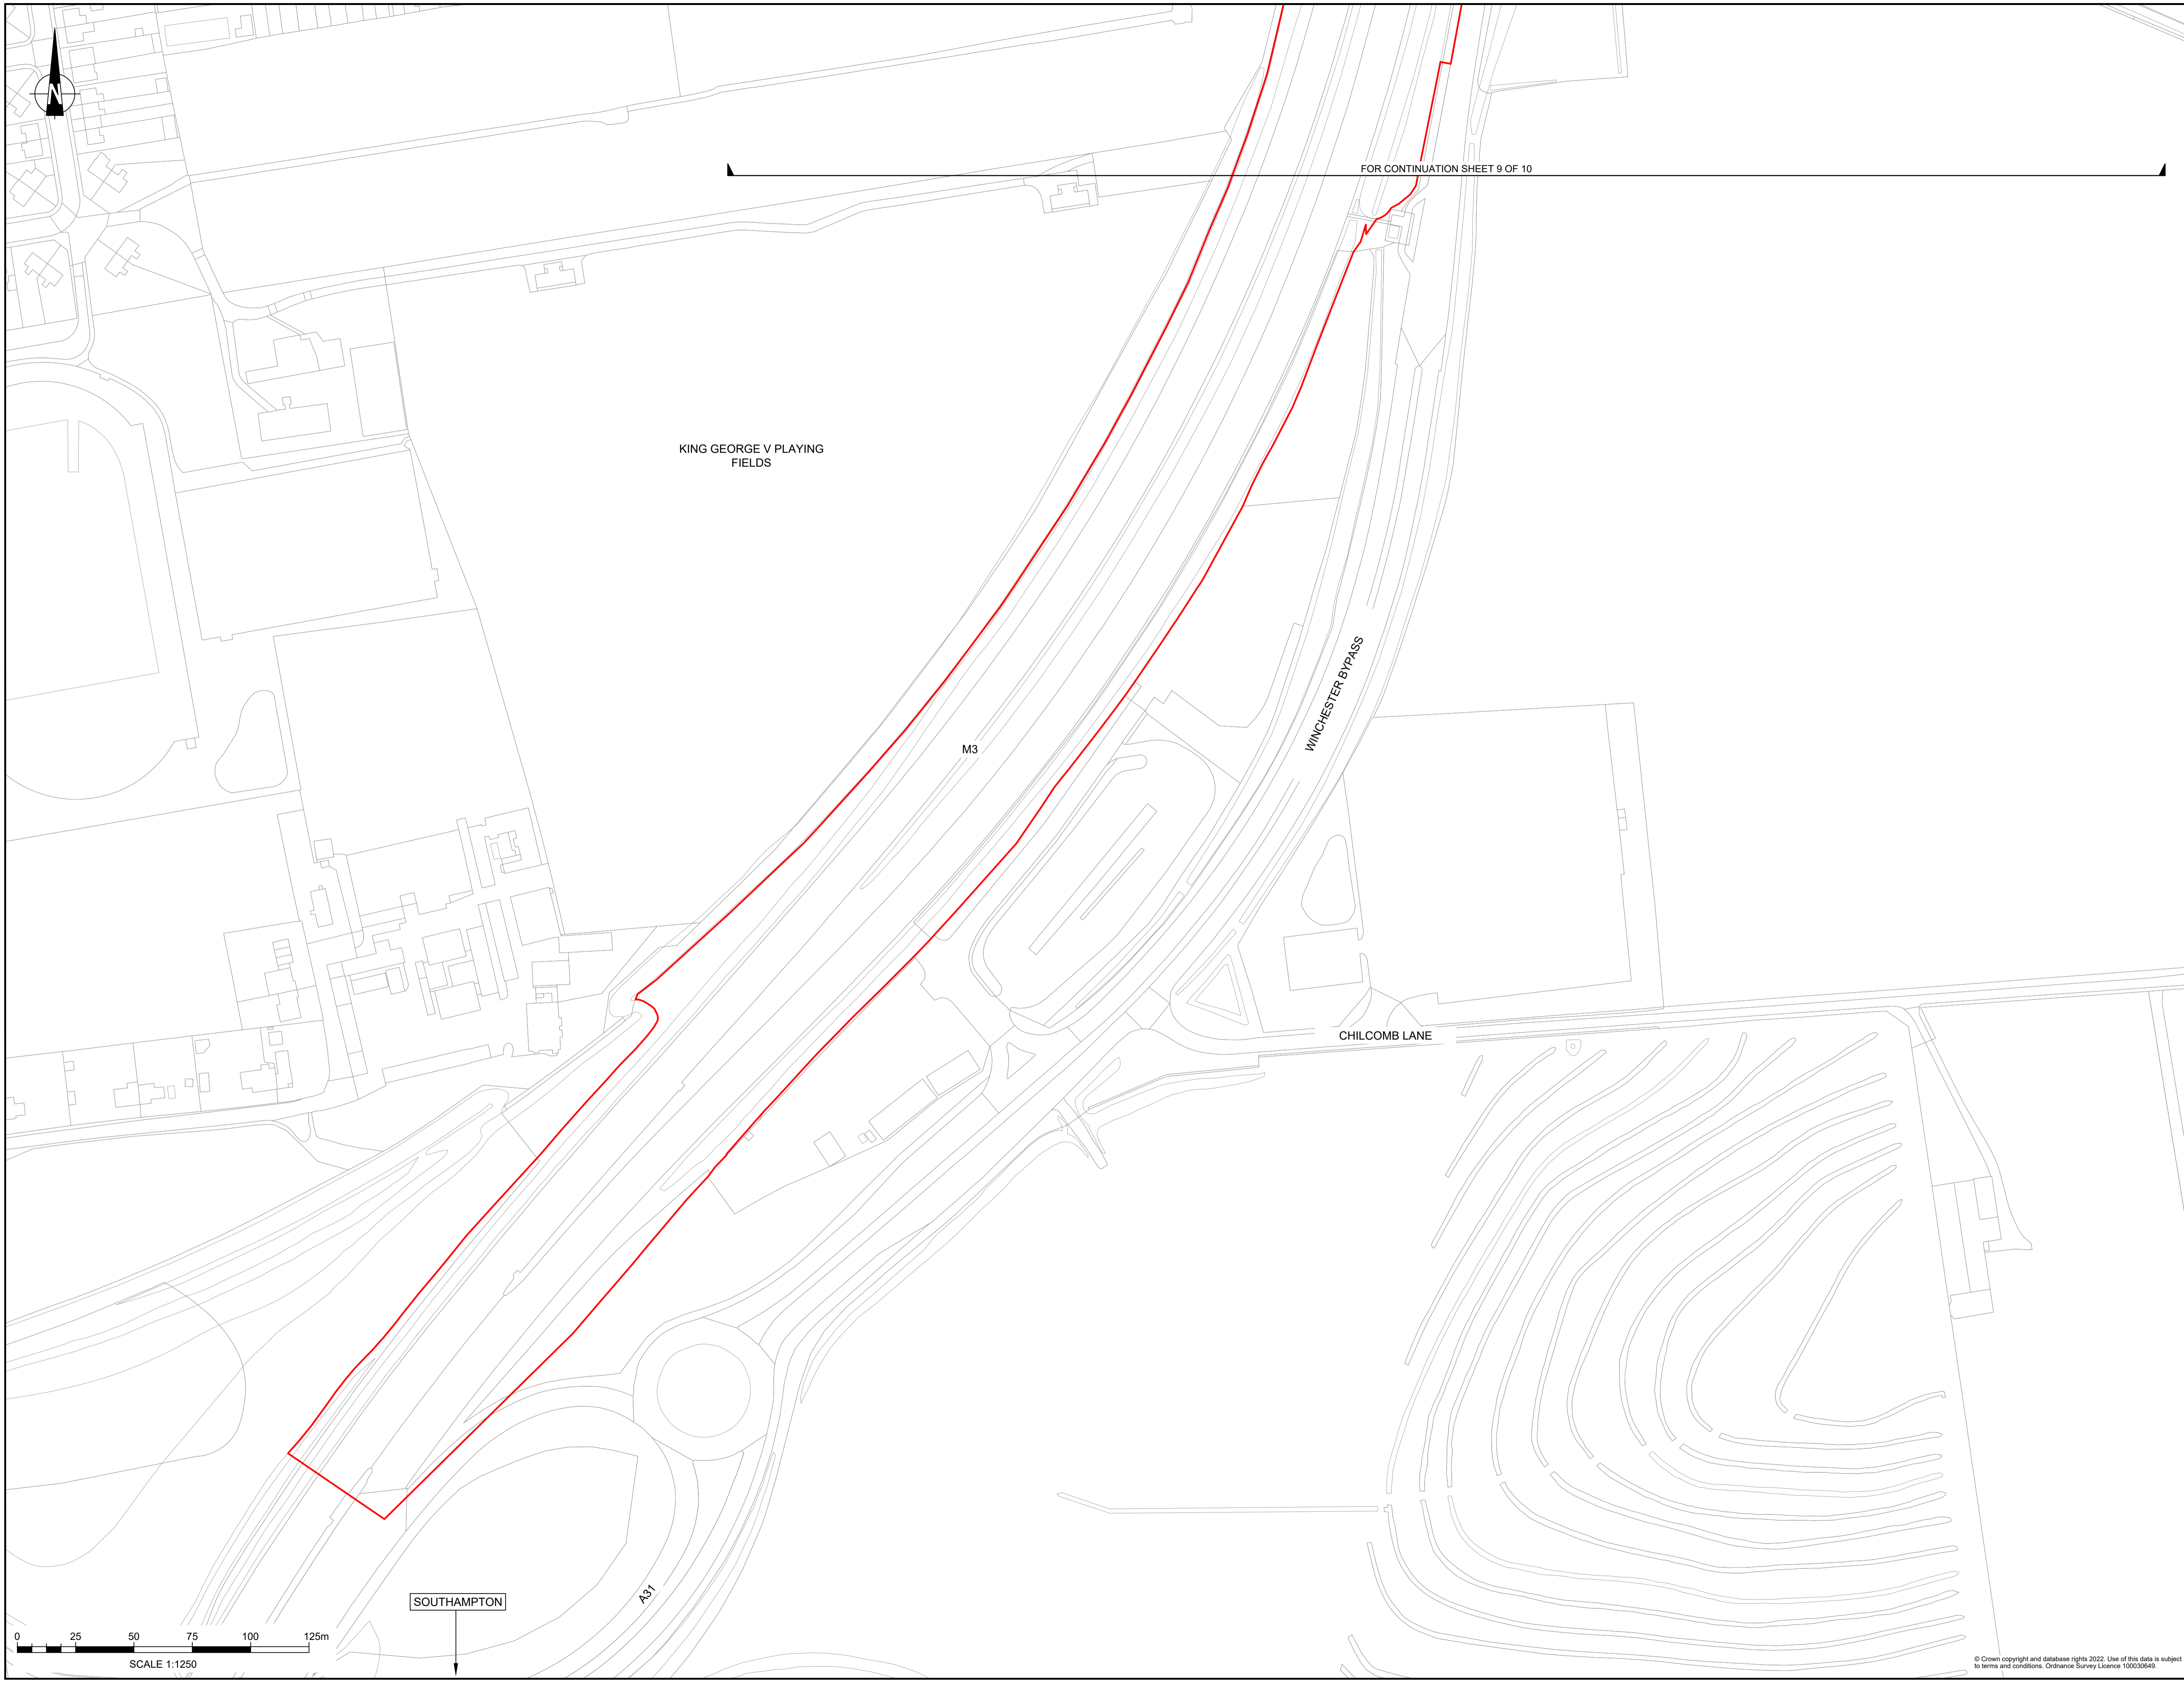 N
FOR CONTINUATION SHEET 9 OF 10
KING GEORGE V PLAYING
FIELDS
WINCHESTER BYPASS
M3
CHILCOMB LANE
A31
SOUTHAMPTON
0 25 50 75 100 125m
SCALE 1:1250
© Crown copyright and database rights 2022. Use of this data is subject
to terms and conditions. Ordnance Survey Licence 100030649.